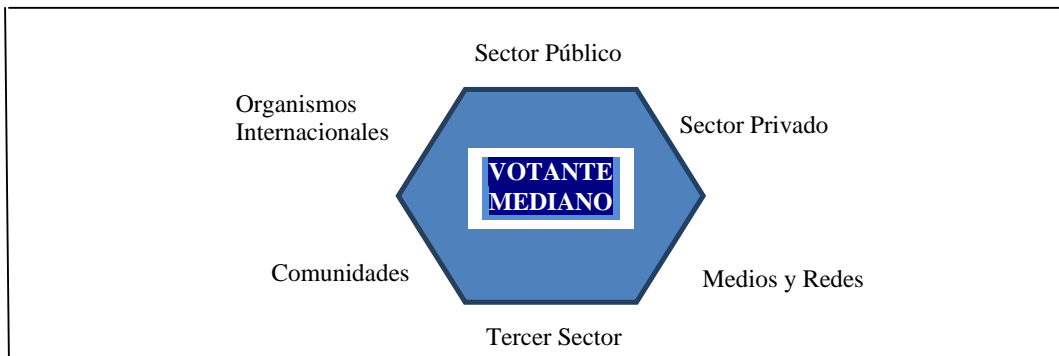 Sector Público
Organismos
Internacionales
Sector Privado
VOTANTE
MEDIANO
Comunidades
Medios y Redes
Tercer Sector